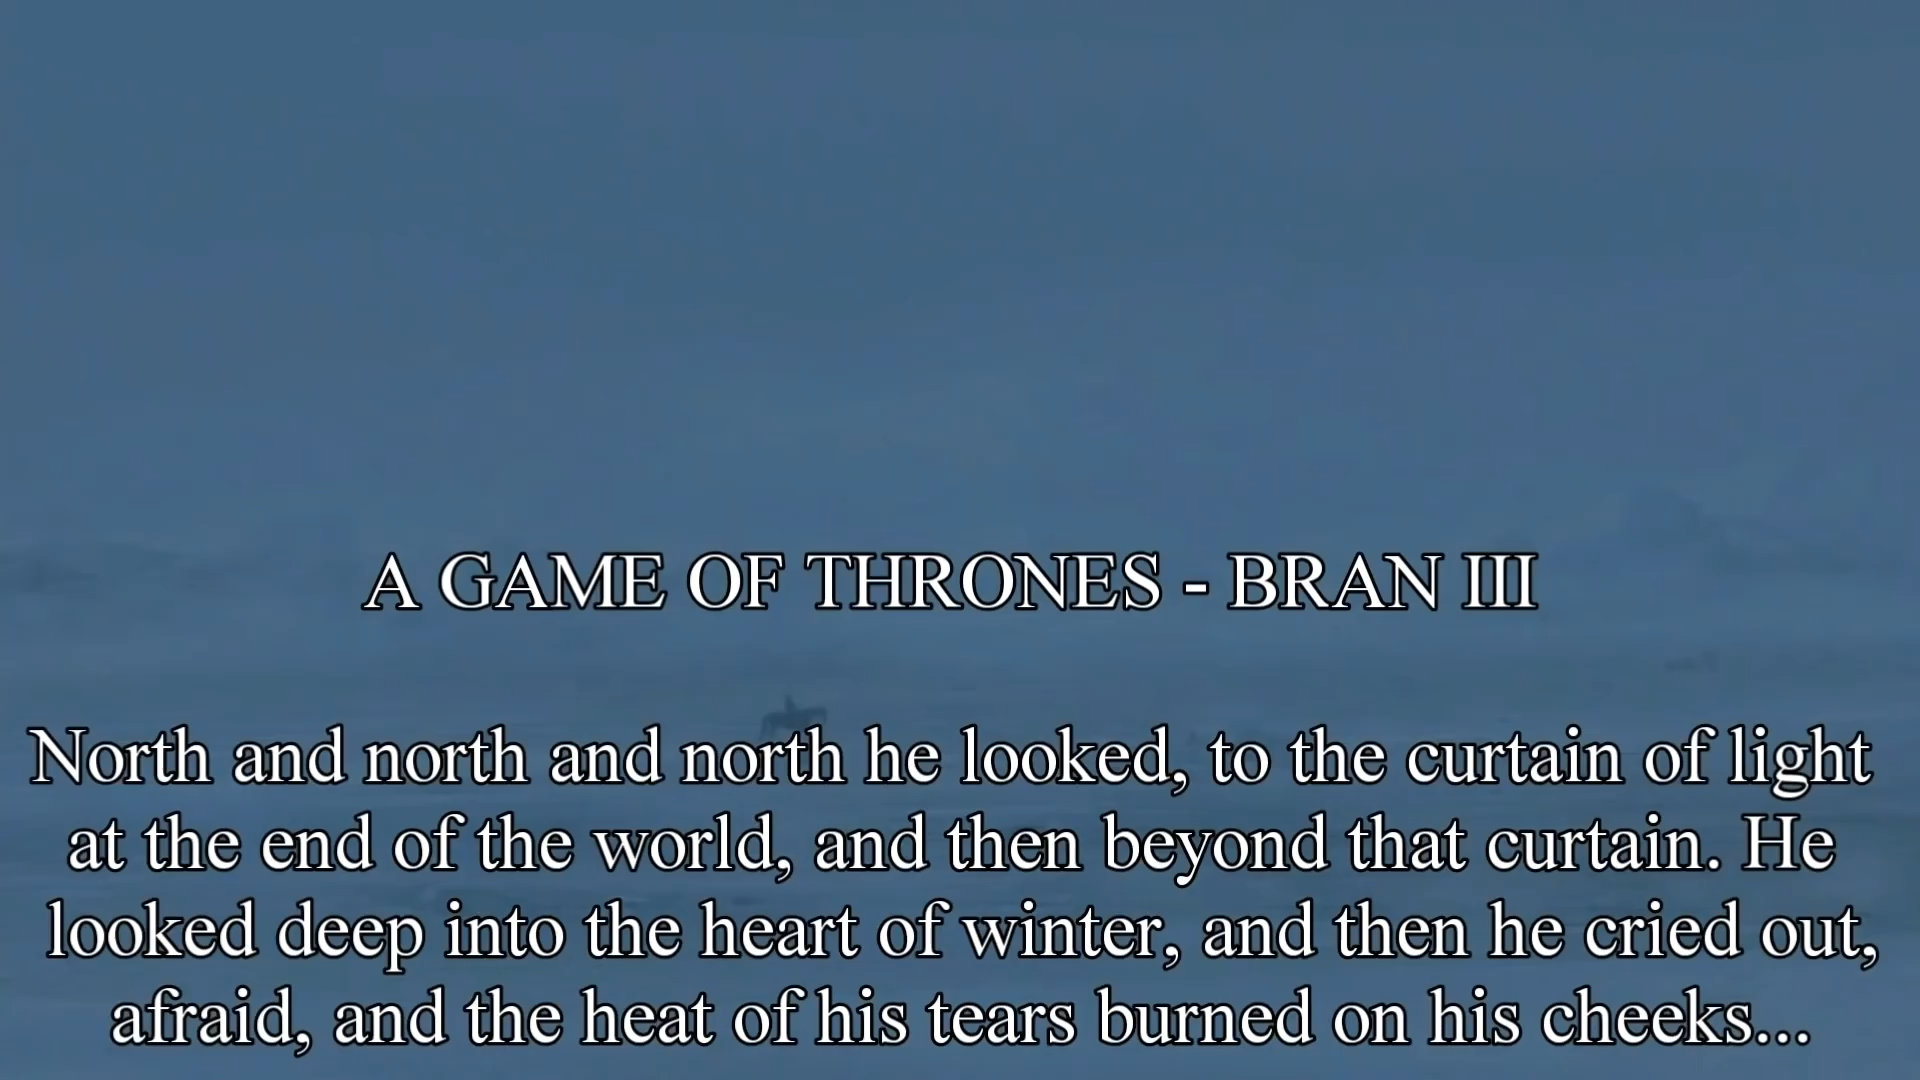 A GAME OF THRONES - BRAN III
North and north and north he looked, to the curtain of light
at the end of the world, and then beyond that curtain. He
looked deep into the heart of winter, and then he cried out,
afraid, and the heat of his tears burned on his cheeks...